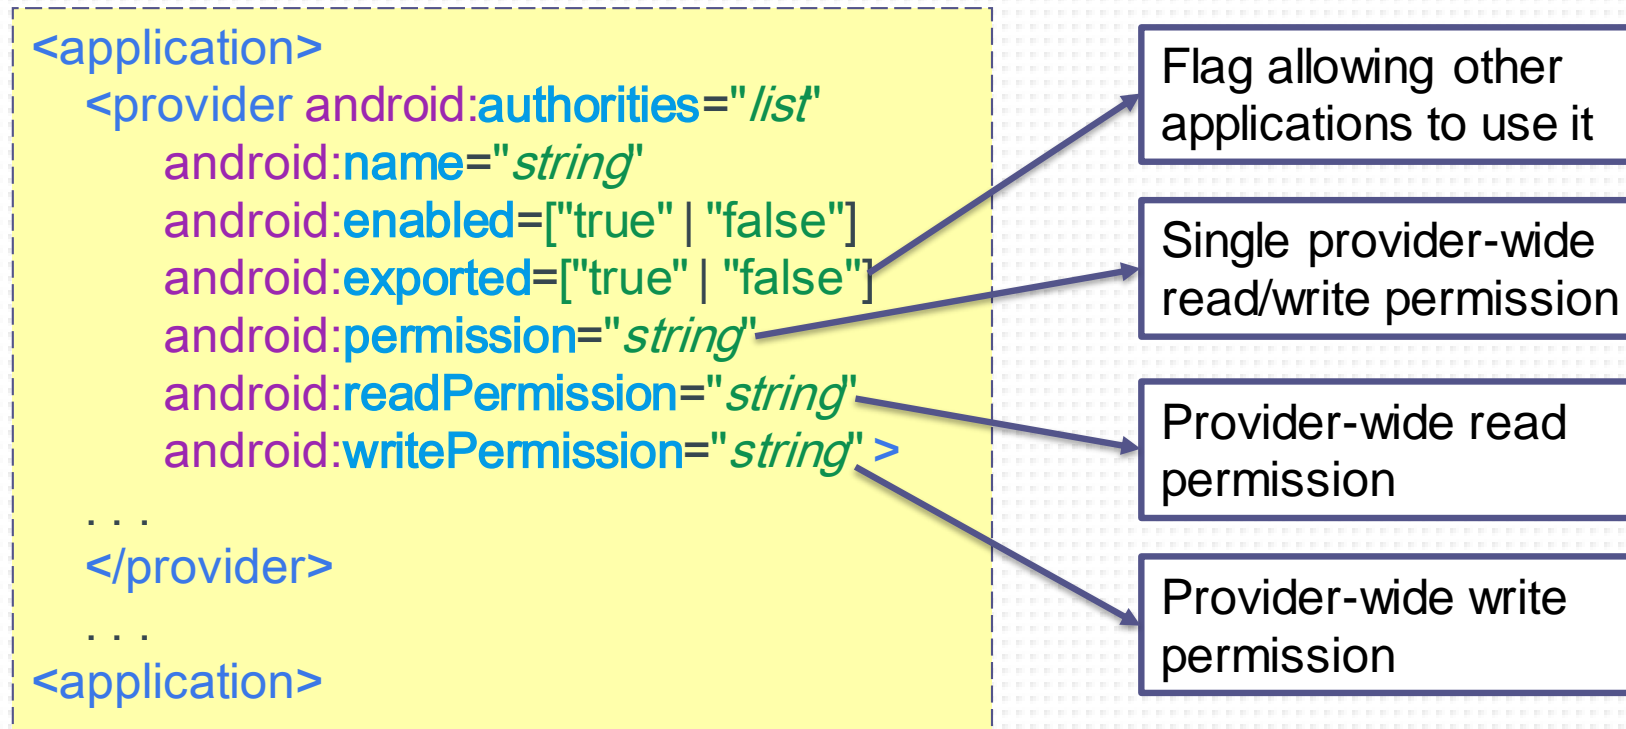 <application>
<provider android:authorities="list"
android:name="string"
android:enabled=["true" | "false"]
android:exported=["true" | "false"]
android:permission="string"
android:readPermission="string"
android:writePermission="string" >
. . .
</provider>
. . .
<application>
Flag allowing other
applications to use it
Single provider-wide
read/write permission
Provider-wide read
permission
Provider-wide write
permission